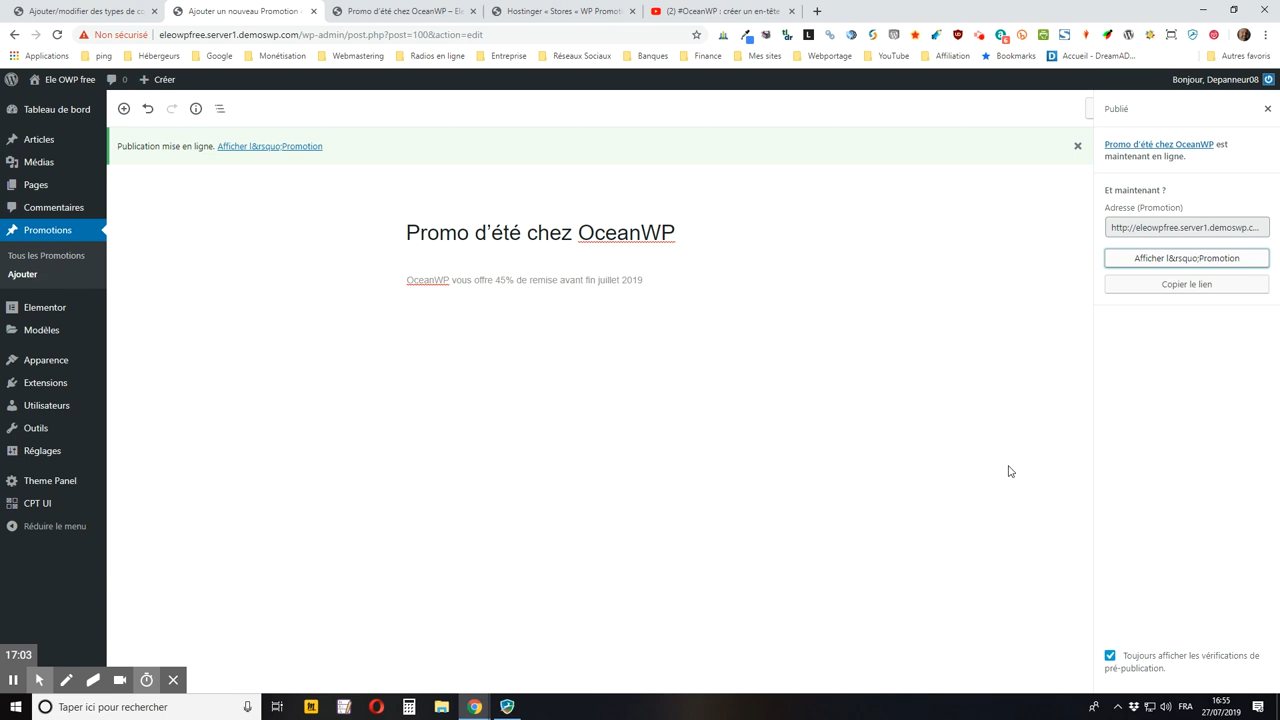 Ajouter/modifier des types de co
Ajouter un nouveau Promotion
Promo d'été chez OceanWP – Ele
Hostinger « Stores « WP Promoti
(2) #OceanWP : créer un en-tête
Non sécurisé
eleowpfree.server1.demoswp.com/wp-admin/post.php?post=100&action=edit
Applications
ping
Hébergeurs
Google
Monétisation
Webmastering
Radios en ligne
Entreprise
Réseaux Sociaux
Banques
Finance
Mes sites
Webportage
YouTube
Affiliation
Bookmarks
Accueil - DreamAD...
Autres favoris
Ele OWP free
0
Créer
Bonjour, Depanneur08
Tableau de bord
Articles
Médias
Pages
Commentaires
Promotions
Tous les Promotions
Ajouter
Elementor
Modèles
Apparence
Extensions
Utilisateurs
Outils
Réglages
Theme Panel
CPT UI
Réduire le menu
Publication mise en ligne. Afficher l&rsquo;Promotion
Promo d'été chez OceanWP
OceanWP vous offre 45% de remise avant fin juillet 2019
Publié
Promo d'été chez OceanWP est
maintenant en ligne.
Et maintenant ?
Adresse (Promotion)
http://eleowpfree.server1.demoswp.c...
Afficher l&rsquo;Promotion
Copier le lien
Toujours afficher les vérifications de
pré-publication.
17:03
Taper ici pour rechercher
FRA
16:55
27/07/2019